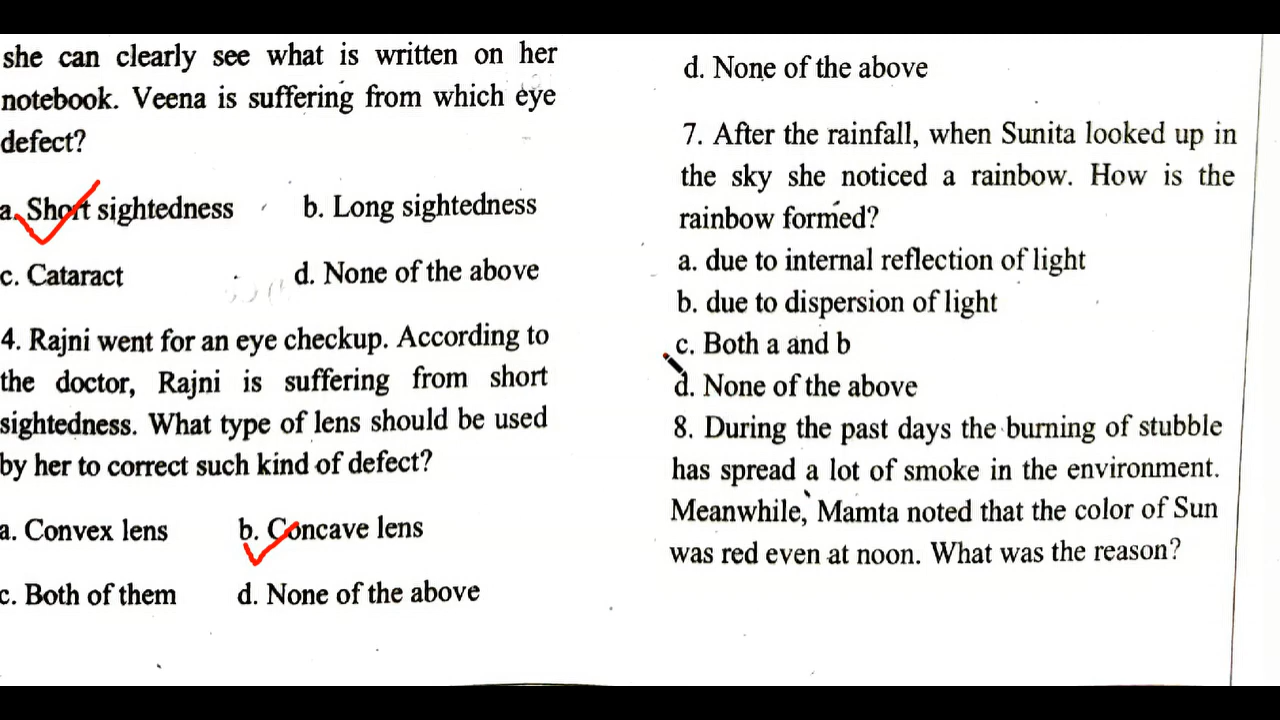 she can clearly see what is written on her
notebook. Veena is suffering from which eye
defect?
a. Short sightedness b. Long sightedness
c. Cataract d. None of the above
4. Rajni went for an eye checkup. According to
the doctor, Rajni is suffering from short
sightedness. What type of lens should be used
by her to correct such kind of defect?
a. Convex lens b. Concave lens
c. Both of them d. None of the above
d. None of the above
7. After the rainfall, when Sunita looked up in
the sky she noticed a rainbow. How is the
rainbow formed?
a. due to internal reflection of light
b. due to dispersion of light
c. Both a and b
d. None of the above
8. During the past days the burning of stubble
has spread a lot of smoke in the environment.
Meanwhile, Mamta noted that the color of Sun
was red even at noon. What was the reason?